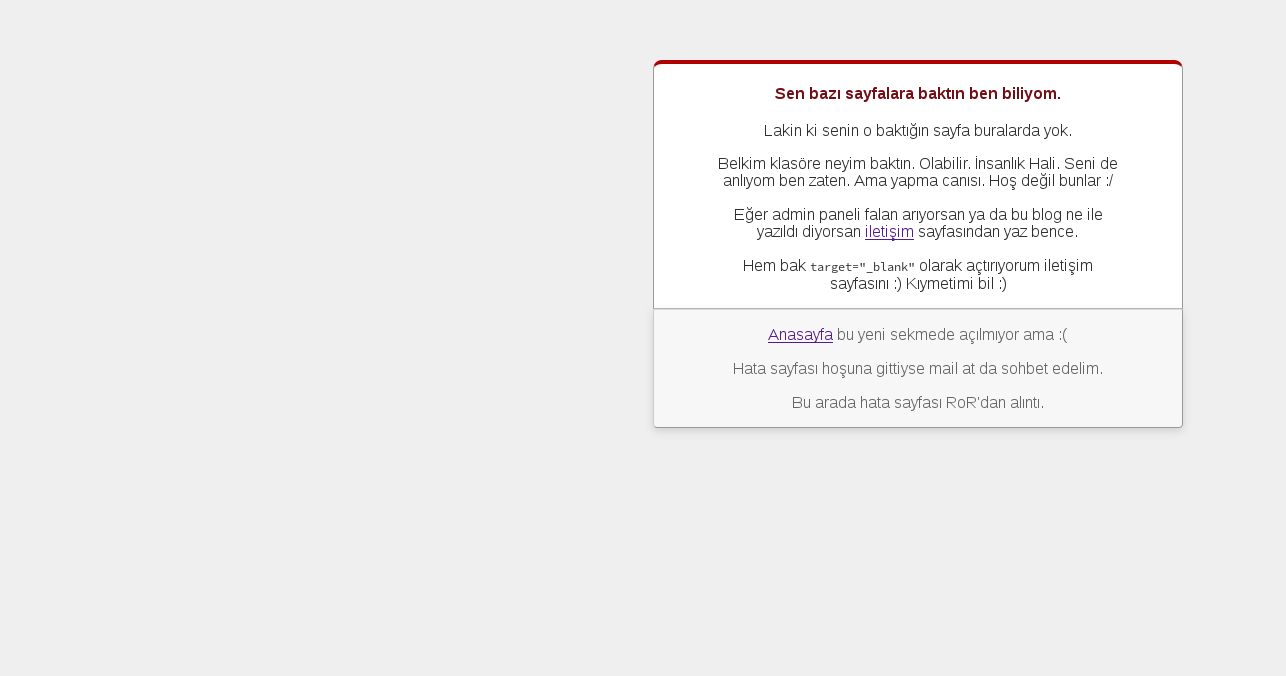 Sen bazı sayfalara baktın ben biliyom.
Lakin ki senin o baktığın sayfa buralarda yok.
Belkim klasöre neyim baktın. Olabilir. İnsanlık Hali. Seni de
anlıyom ben zaten. Ama yapma canısı. Hoş değil bunlar :/
Eğer admin paneli falan arıyorsan ya da bu blog ne ile
yazıldı diyorsan iletişim sayfasından yaz bence.
Hem bak target="_blank" olarak açtırıyorum iletişim
sayfasını :) Kıymetimi bil :)
Anasayfa bu yeni sekmede açılmıyor ama :(
Hata sayfası hoşuna gittiyse mail at da sohbet edelim.
Bu arada hata sayfası RoR'dan alıntı.